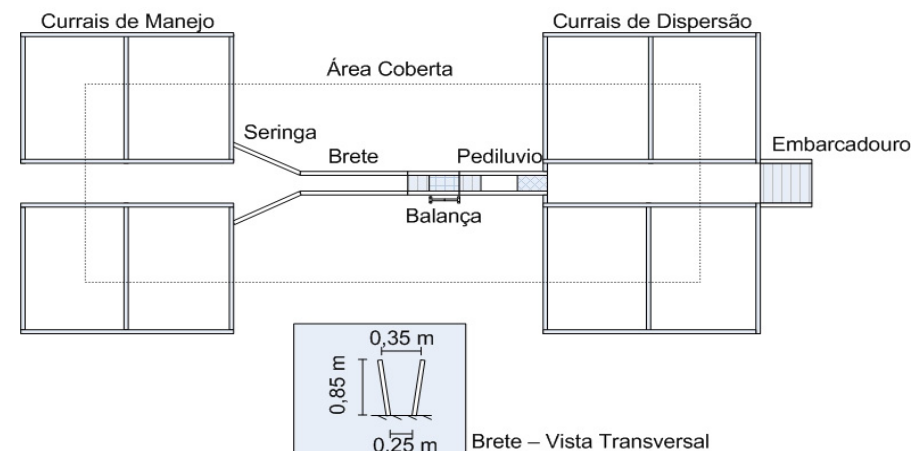 Currais de Manejo
Currais de Dispersão
Área Coberta
Seringa
Embarcadouro
Brete
Pediluvio
Balança
0,35 m
0,85 m
0,25 m
Brete – Vista Transversal